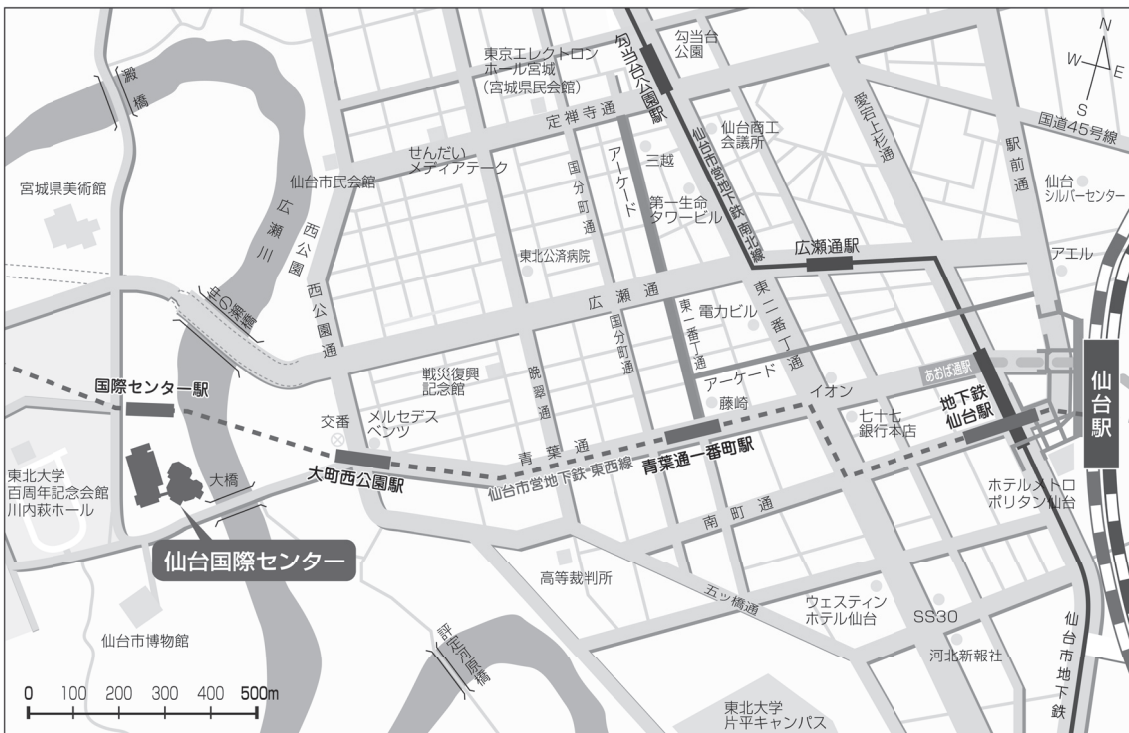 N
W
E
S
澱橋
宮城県美術館
広瀬川
仙台市民会館
西公園
西公園通
東京エレクトロン
ホール宮城
(宮城県民会館)
定禅寺通
せんだい
メディアテーク
国分町通
アーケード
勾当台公園駅
勾当台
公園
三越
仙台商工
会議所
第一生命
タワービル
仙台市営地下鉄 南北線
愛宕上杉通
駅前通
国道45号線
仙台
シルバーセンター
アエル
東北公済病院
広瀬通駅
広瀬通
仲の瀬橋
東一番丁通
電力ビル
東二番丁通
国分町通
戦災復興
記念館
晩翠通
アーケード
藤崎
イオン
あおば通駅
七十七
銀行本店
地下鉄
仙台駅
仙台駅
国際センター駅
交番
メルセデス
ベンツ
青葉通
大町西公園駅
仙台市営地下鉄 東西線
青葉通一番町駅
東北大学
百周年記念会館
川内萩ホール
大橋
仙台国際センター
南町通
ホテルメトロ
ポリタン仙台
高等裁判所
五ッ橋通
ウェスティン
ホテル仙台
SS30
河北新報社
仙台市地下鉄
仙台市博物館
評定河原橋
東北大学
片平キャンパス
0 100 200 300 400 500m